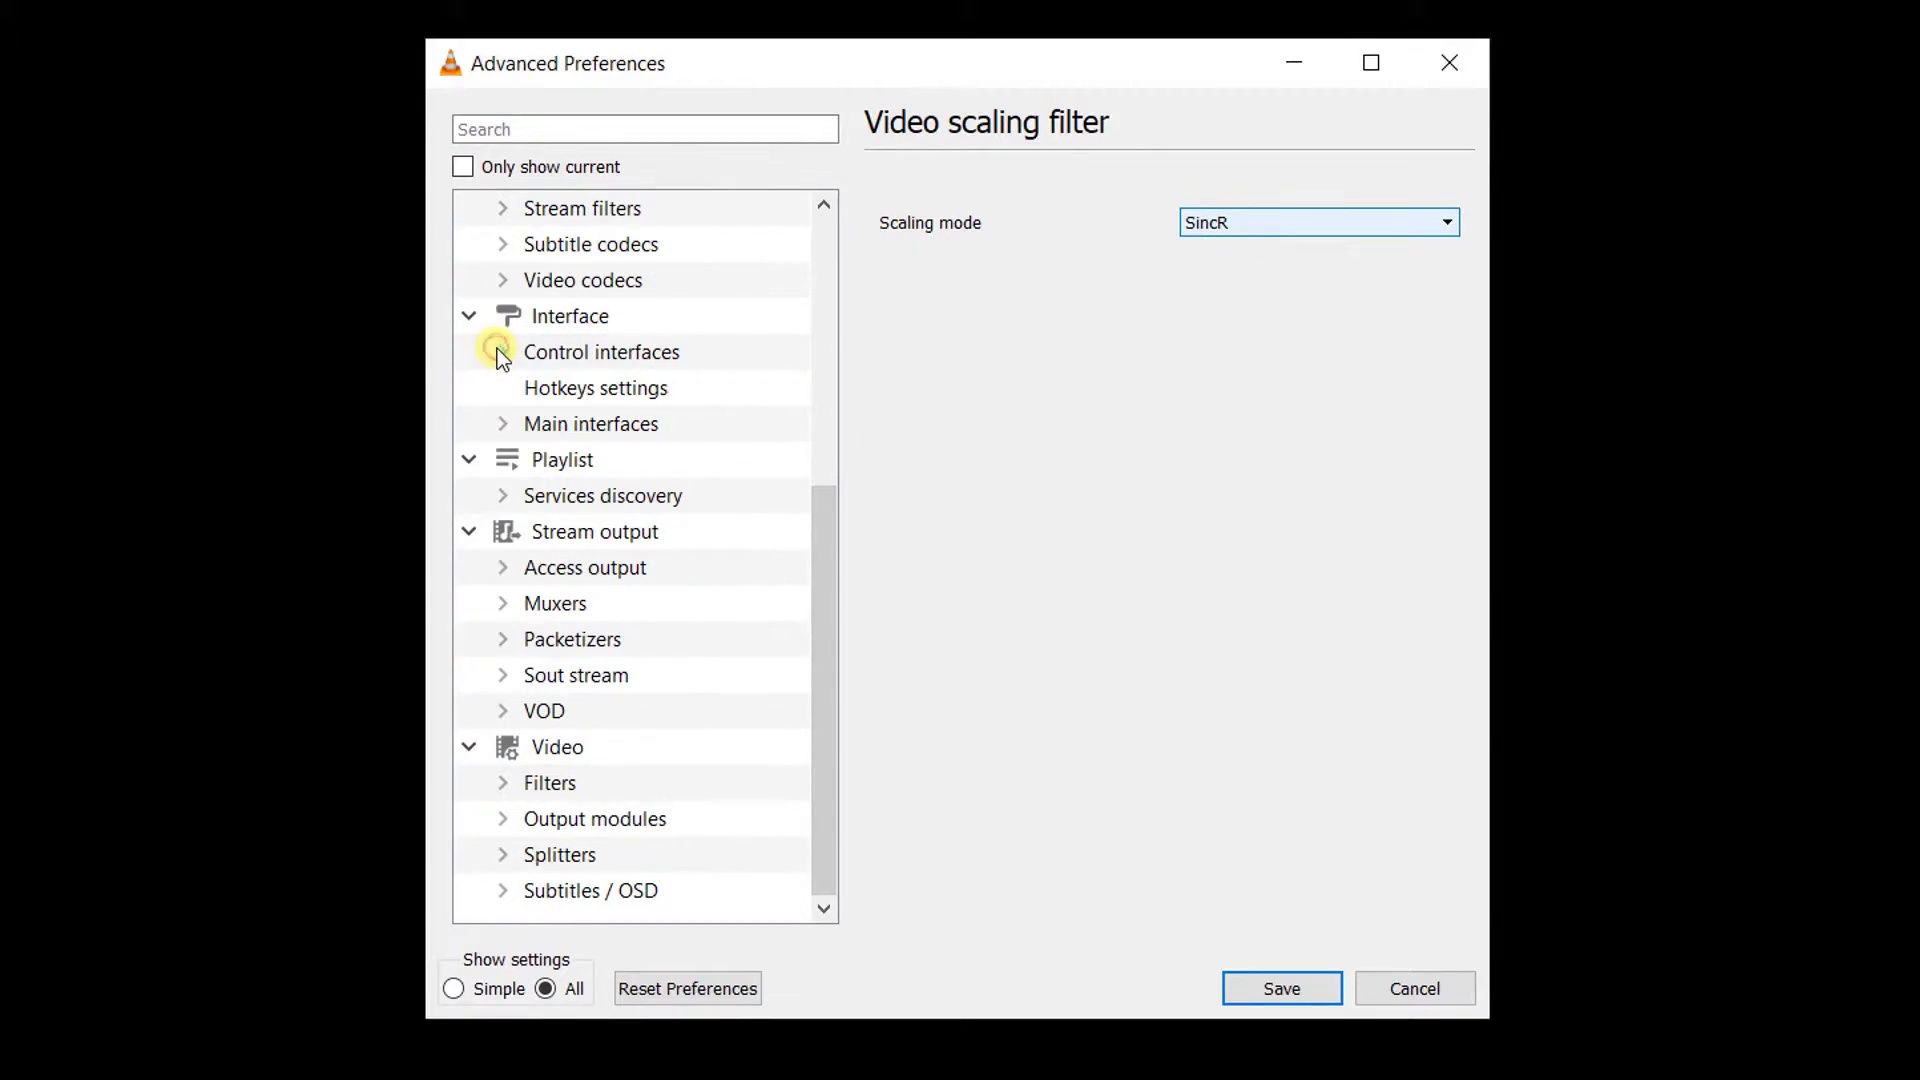 Advanced Preferences
Search
Only show current
Stream filters
Subtitle codecs
Video codecs
Interface
Control interfaces
Hotkeys settings
Main interfaces
Playlist
Services discovery
Stream output
Access output
Muxers
Packetizers
Sout stream
VOD
Video
Filters
Output modules
Splitters
Subtitles / OSD
Video scaling filter
Scaling mode SincR
Show settings
Simple All
Reset Preferences
Save Cancel